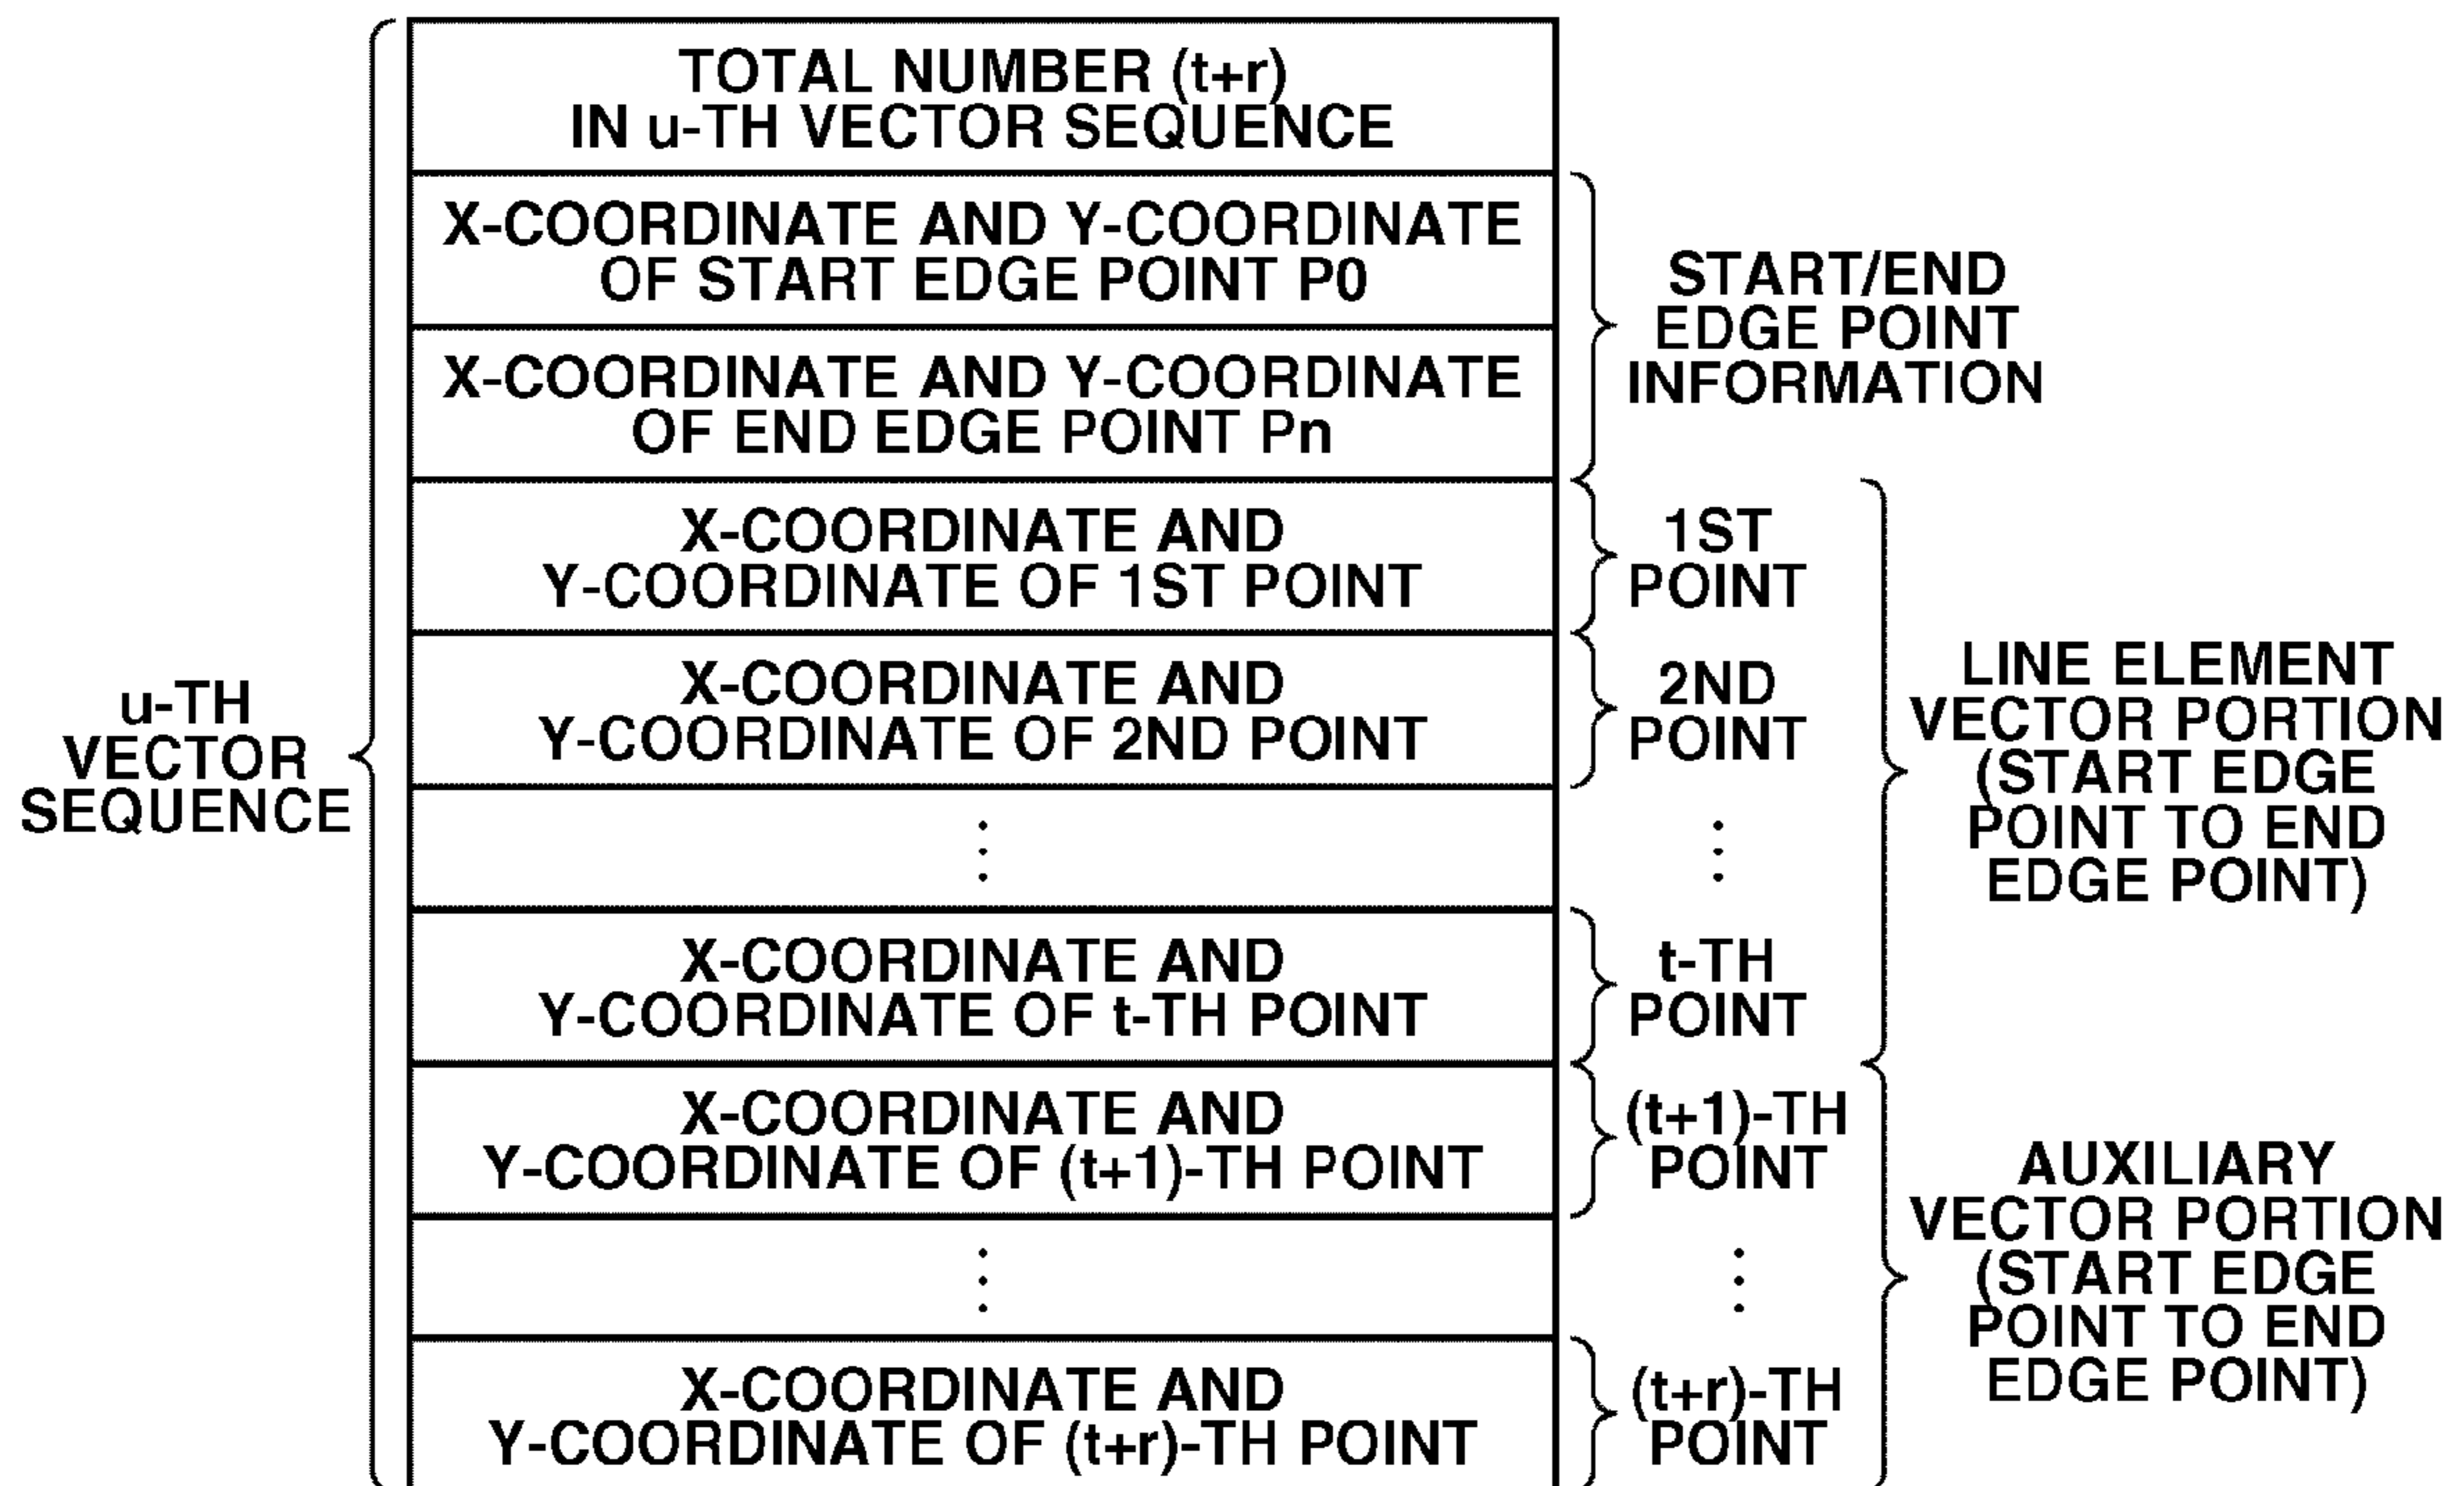 u-TH
VECTOR
SEQUENCE
TOTAL NUMBER (t+r)
IN u-TH VECTOR SEQUENCE
X-COORDINATE AND Y-COORDINATE
OF START EDGE POINT P0
X-COORDINATE AND Y-COORDINATE
OF END EDGE POINT Pn
START/END
EDGE POINT
INFORMATION
X-COORDINATE AND
Y-COORDINATE OF 1ST POINT
1ST
POINT
X-COORDINATE AND
Y-COORDINATE OF 2ND POINT
2ND
POINT
X-COORDINATE AND
Y-COORDINATE OF t-TH POINT
t-TH
POINT
LINE ELEMENT
VECTOR PORTION
(START EDGE
POINT TO END
EDGE POINT)
X-COORDINATE AND
Y-COORDINATE OF (t+1)-TH POINT
(t+1)-TH
POINT
X-COORDINATE AND
Y-COORDINATE OF (t+r)-TH POINT
(t+r)-TH
POINT
AUXILIARY
VECTOR PORTION
(START EDGE
POINT TO END
EDGE POINT)